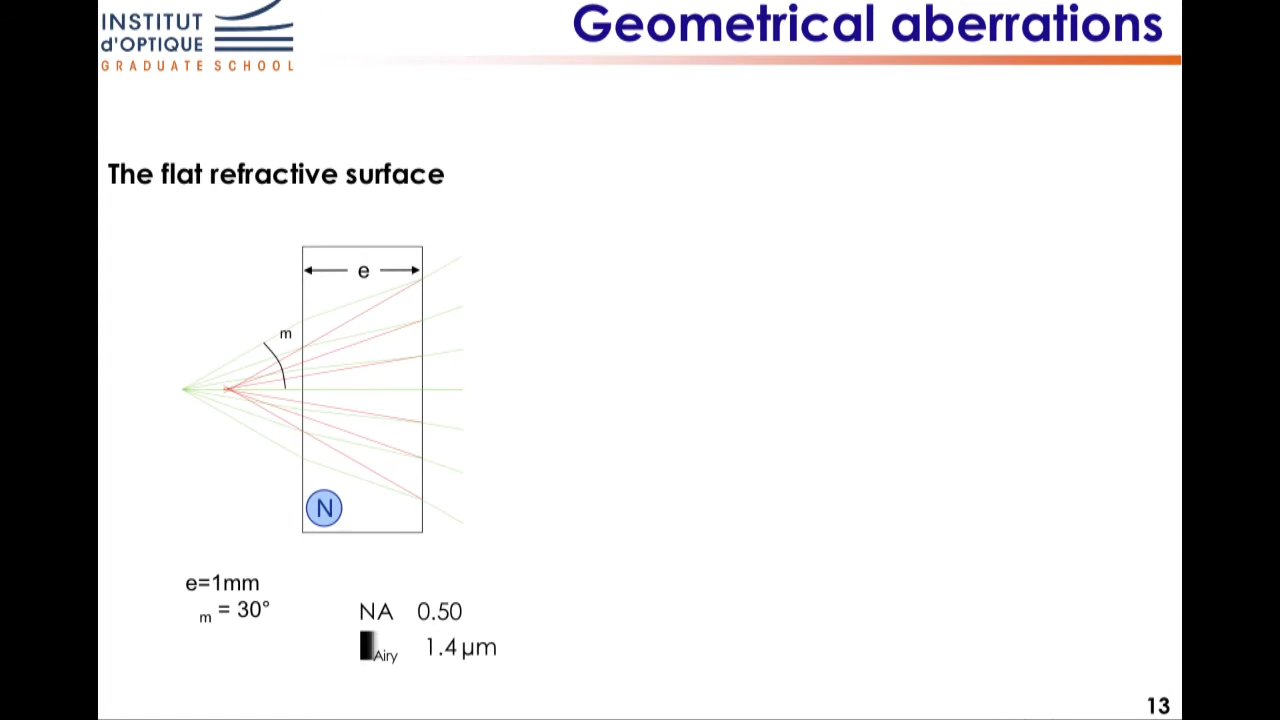 INSTITUT
d'OPTIQUE
GRADUATE SCHOOL
Geometrical aberrations
The flat refractive surface
e
m
N
e=1mm
m = 30°
NA 0.50
Airy 1.4 µm
13